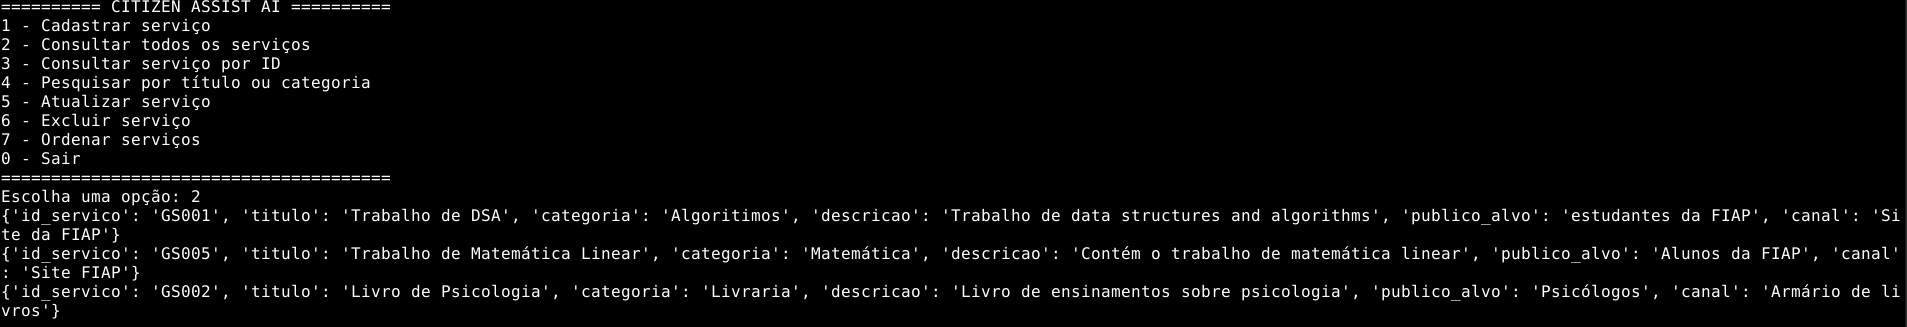 ========== CITIZEN ASSIST AI ==========
1 - Cadastrar serviço
2 - Consultar todos os serviços
3 - Consultar serviço por ID
4 - Pesquisar por título ou categoria
5 - Atualizar serviço
6 - Excluir serviço
7 - Ordenar serviços
0 - Sair
=======================================
Escolha uma opção: 2
{'id_servico': 'GS001', 'titulo': 'Trabalho de DSA', 'categoria': 'Algoritimos', 'descricao': 'Trabalho de data structures and algorithms', 'publico_alvo': 'estudantes da FIAP', 'canal': 'Si
te da FIAP'}
{'id_servico': 'GS005', 'titulo': 'Trabalho de Matemática Linear', 'categoria': 'Matemática', 'descricao': 'Contém o trabalho de matemática linear', 'publico_alvo': 'Alunos da FIAP', 'canal'
: 'Site FIAP'}
{'id_servico': 'GS002', 'titulo': 'Livro de Psicologia', 'categoria': 'Livraria', 'descricao': 'Livro de ensinamentos sobre psicologia', 'publico_alvo': 'Psicólogos', 'canal': 'Armário de li
vros'}